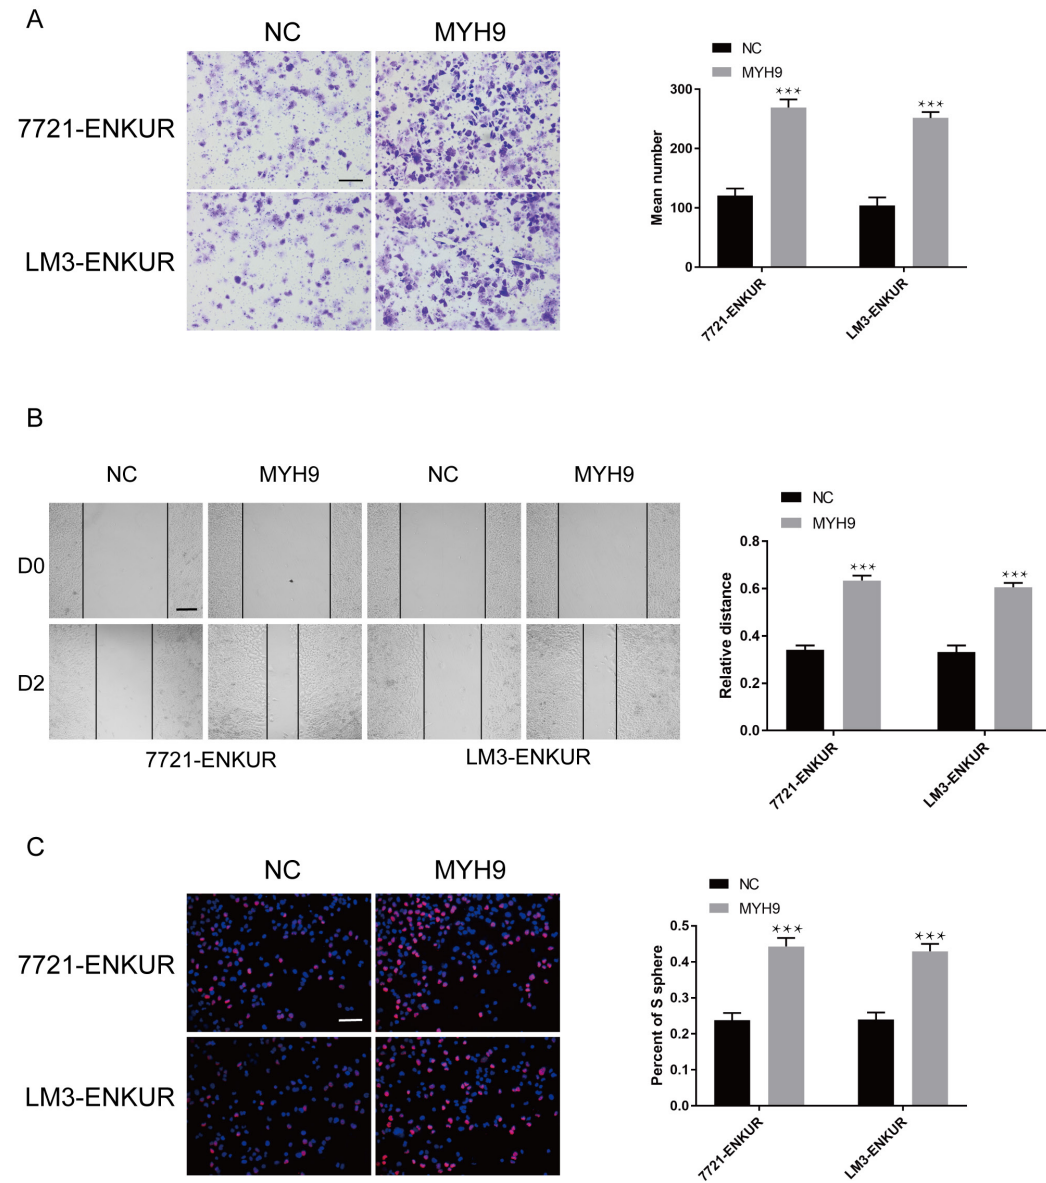 A
NC MYH9
7721-ENKUR
LM3-ENKUR
NC
MYH9
300
200
100
0
Mean number
***
***
7721-ENKUR
LM3-ENKUR
B
NC MYH9 NC MYH9
D0
D2
7721-ENKUR LM3-ENKUR
NC
MYH9
0.8
0.6
0.4
0.2
0.0
Relative distance
***
***
7721-ENKUR
LM3-ENKUR
C
NC MYH9
7721-ENKUR
LM3-ENKUR
NC
MYH9
0.5
0.4
0.3
0.2
0.1
0.0
Percent of S sphere
***
***
7721-ENKUR
LM3-ENKUR